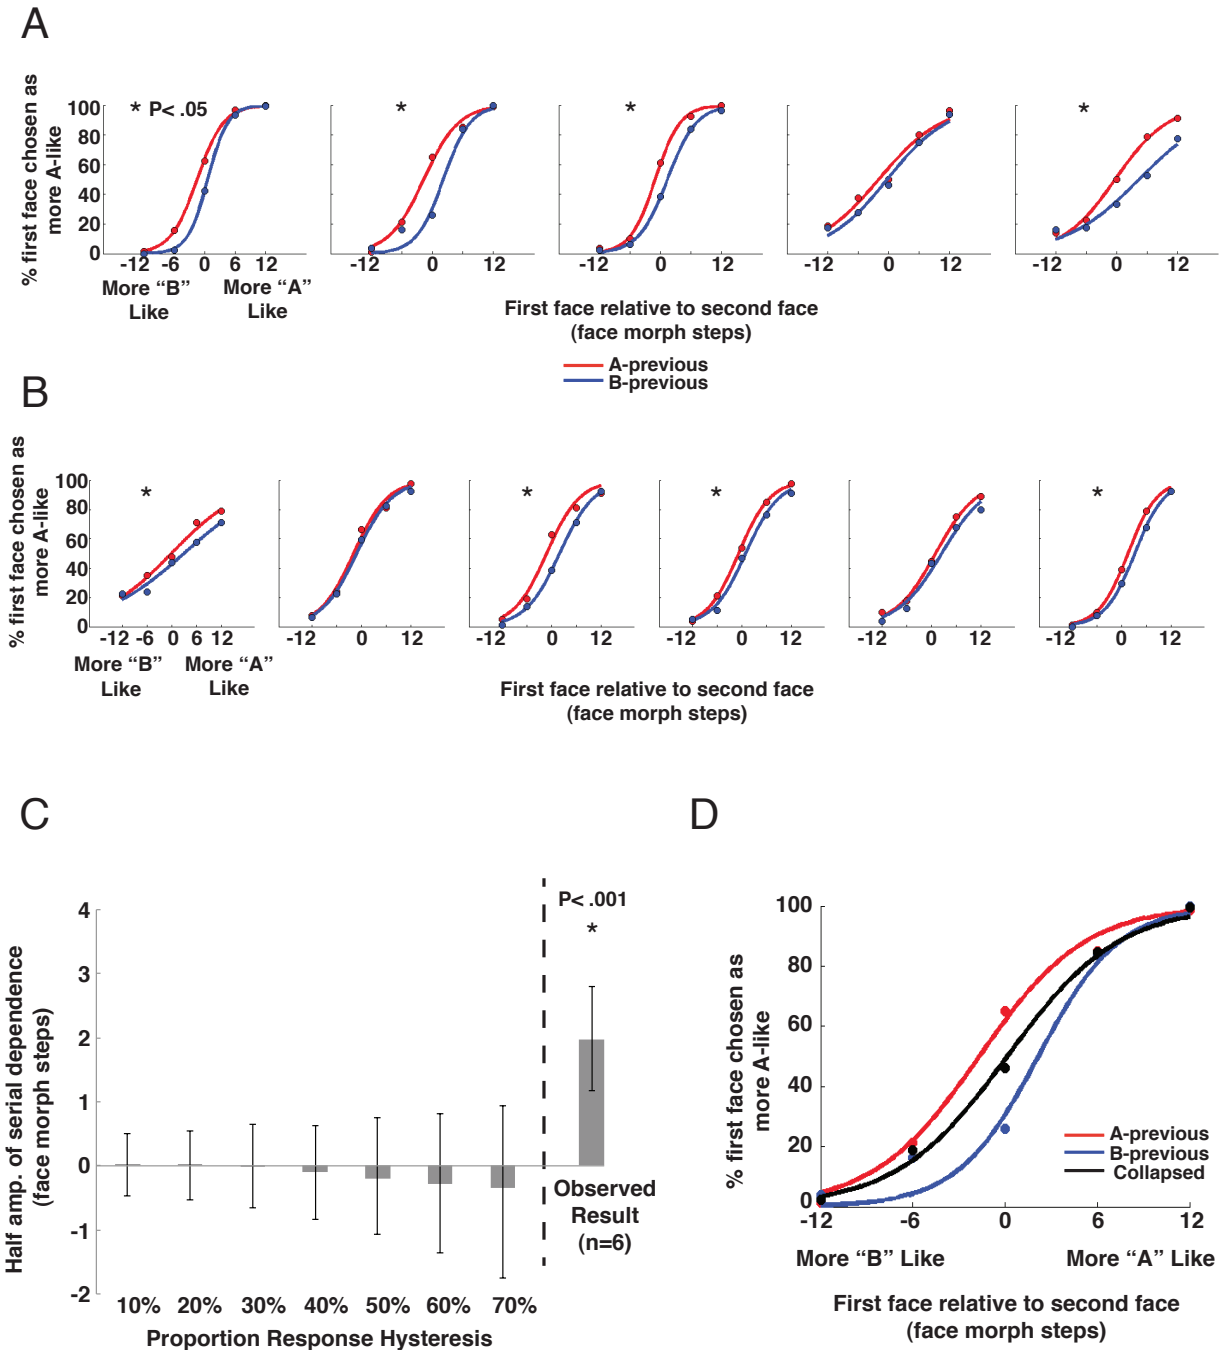 A
% first face chosen as
more A-like
100
80
60
40
20
0
* P< .05
*
*
*
-12 -6 0 6 12
-12 0 12
-12 0 12
-12 0 12
-12 0 12
More “B”
Like
More “A”
Like
First face relative to second face
(face morph steps)
A-previous
B-previous
B
% first face chosen as
more A-like
100
80
60
40
20
0
*
*
*
*
-12 -6 0 6 12
-12 0 12
-12 0 12
-12 0 12
-12 0 12
-12 0 12
More “B”
Like
More “A”
Like
First face relative to second face
(face morph steps)
C
Half amp. of serial dependence
(face morph steps)
4
3
2
1
0
-1
-2
P< .001
*
Observed
Result
(n=6)
10% 20% 30% 40% 50% 60% 70%
Proportion Response Hysteresis
D
% first face chosen as
more A-like
100
80
60
40
20
0
A-previous
B-previous
Collapsed
-12 -6 0 6 12
More “B” Like
More “A” Like
First face relative to second face
(face morph steps)